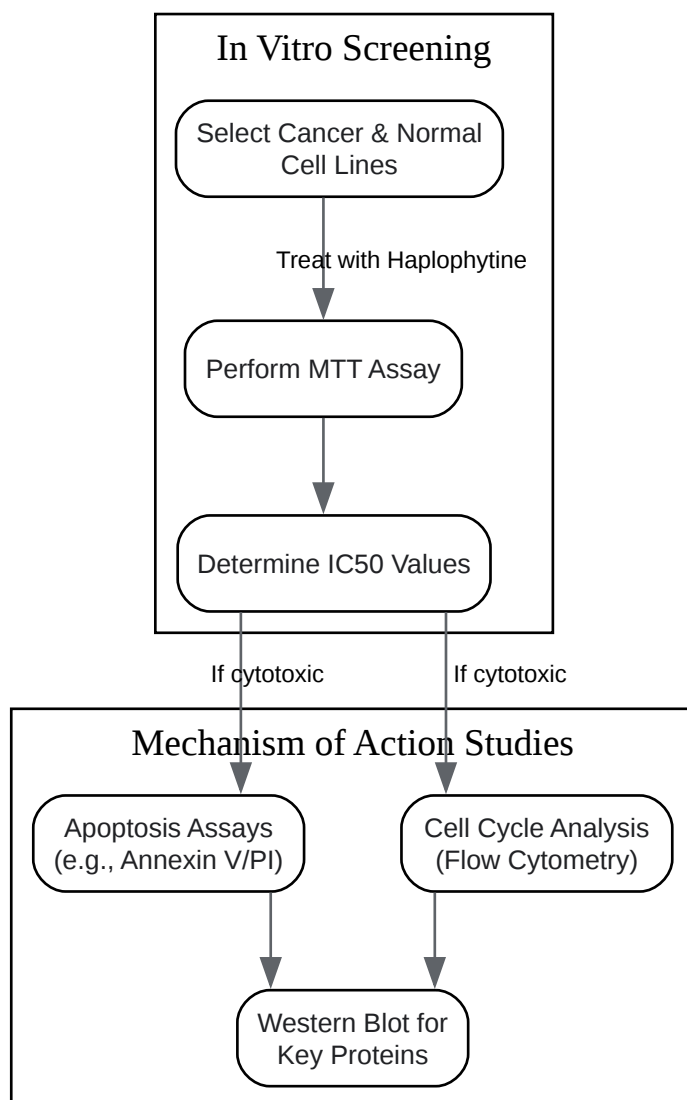 In Vitro Screening
Select Cancer & Normal
Cell Lines
Treat with Haplophytine
Perform MTT Assay
Determine IC50 Values
If cytotoxic
If cytotoxic
Mechanism of Action Studies
Apoptosis Assays
(e.g., Annexin V/PI)
Cell Cycle Analysis
(Flow Cytometry)
Western Blot for
Key Proteins